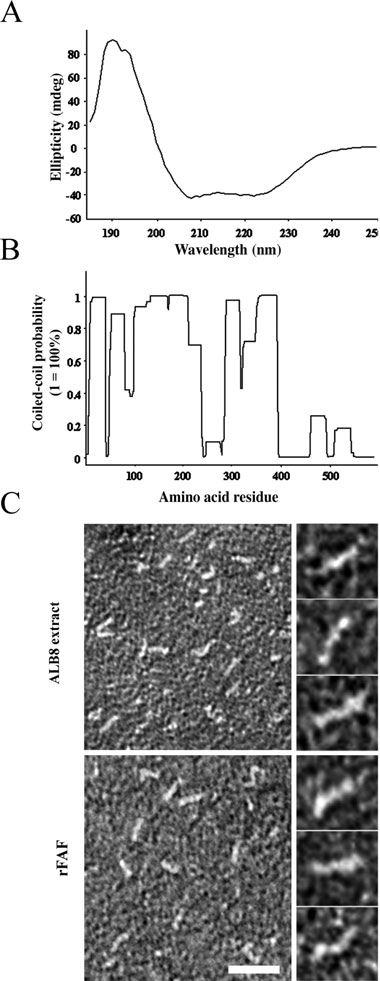 A
80
60
40
20
0
-20
-40
-60
Ellipticity (mdeg)
190 200 210 220 230 240 250
Wavelength (nm)
B
1
0.8
0.6
0.4
0.2
0
Coiled-coil probability
(1 = 100%)
100 200 300 400 500
Amino acid residue
C
ALB8 extract
rFAF